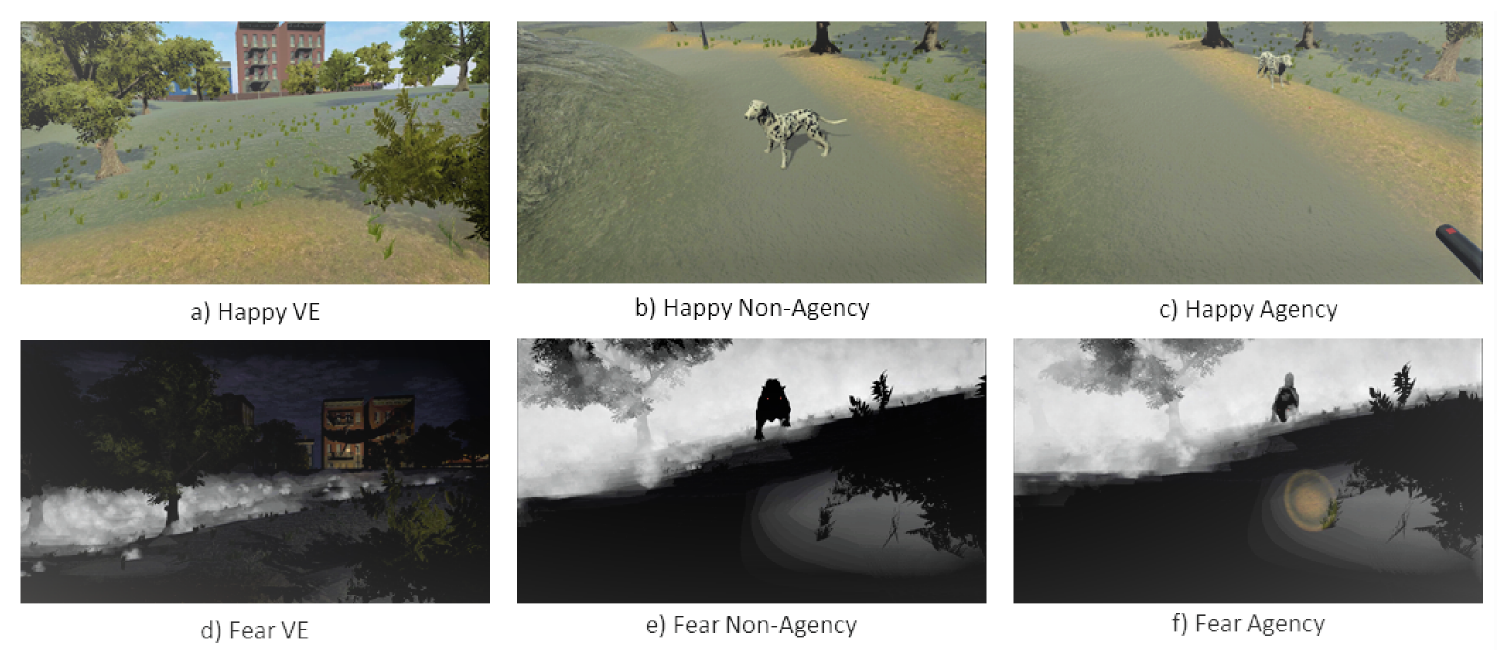 a) Happy VE
b) Happy Non-Agency
c) Happy Agency
d) Fear VE
e) Fear Non-Agency
f) Fear Agency